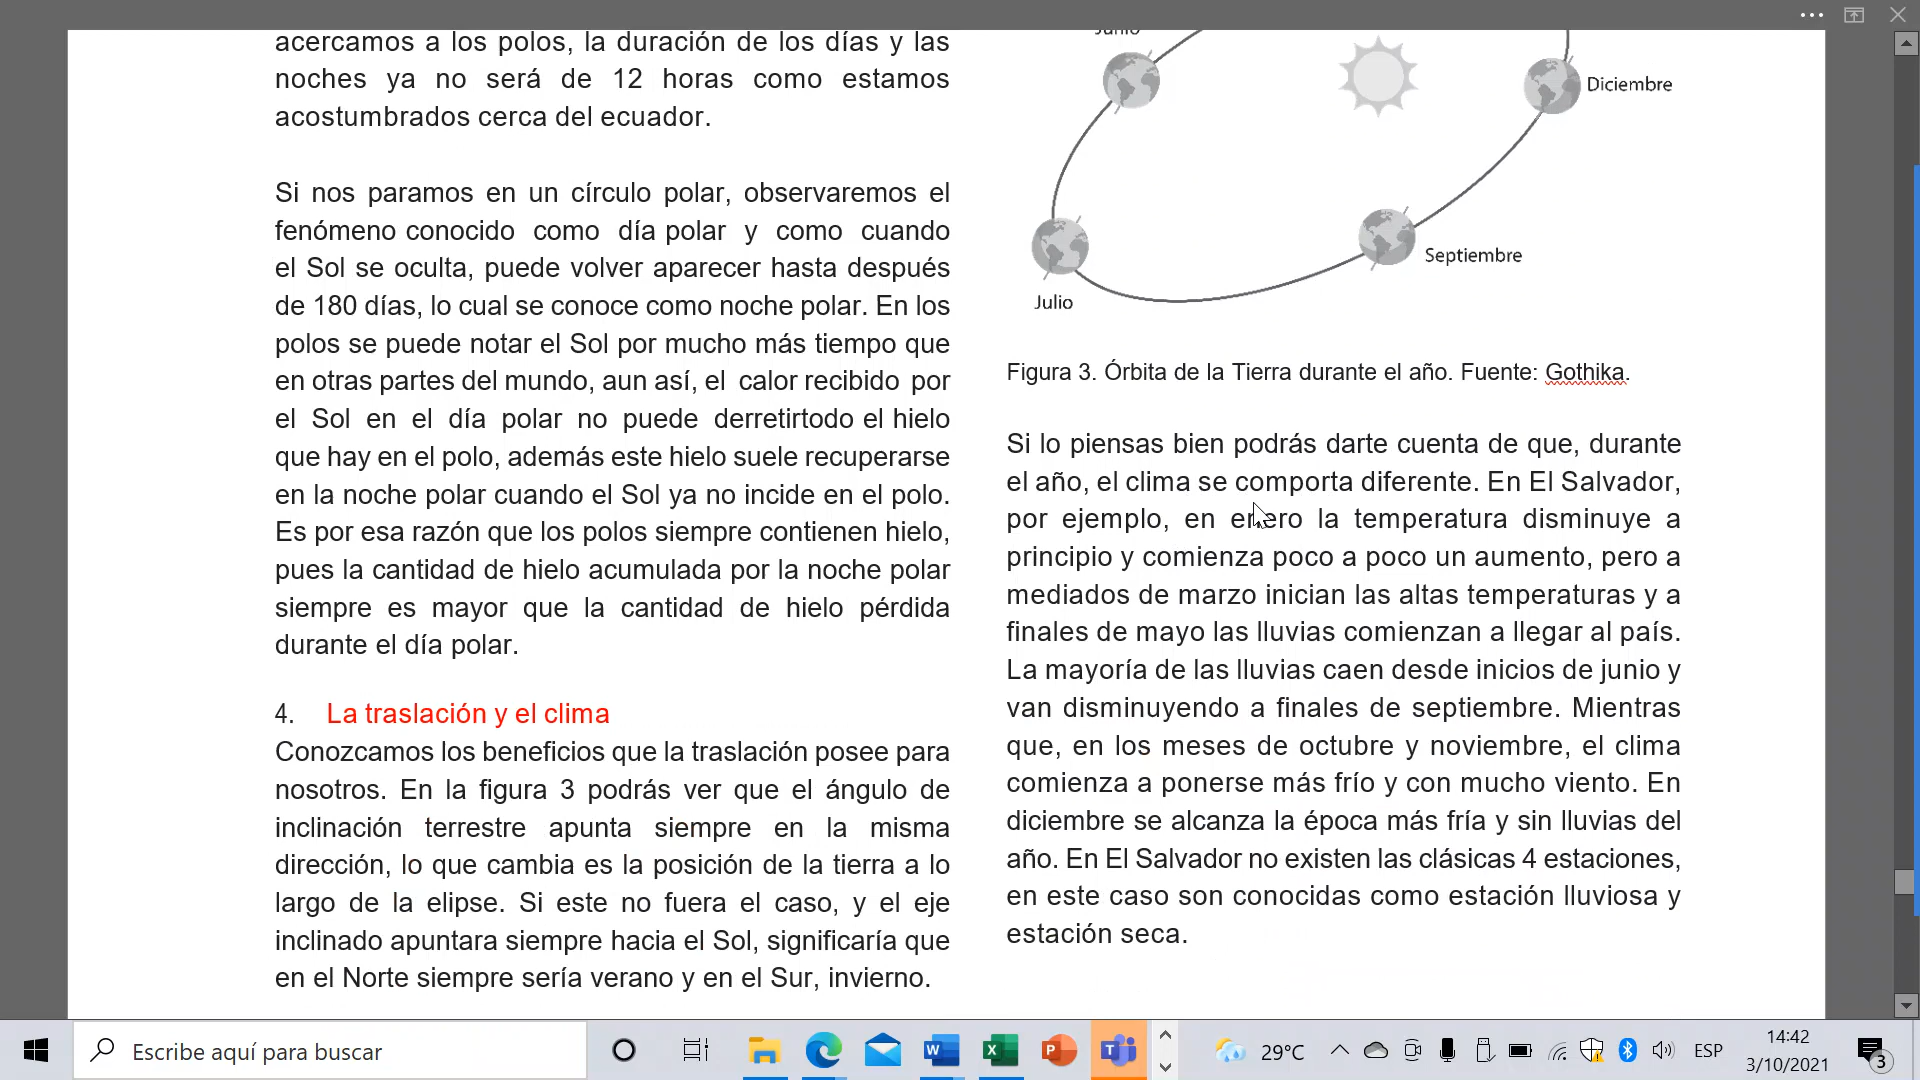 acercamos a los polos, la duración de los días y las
noches ya no será de 12 horas como estamos
acostumbrados cerca del ecuador.
Si nos paramos en un círculo polar, observaremos el
fenómeno conocido como día polar y como cuando
el Sol se oculta, puede volver aparecer hasta después
de 180 días, lo cual se conoce como noche polar. En los
polos se puede notar el Sol por mucho más tiempo que
en otras partes del mundo, aun así, el calor recibido por
el Sol en el día polar no puede derretirtodo el hielo
que hay en el polo, además este hielo suele recuperarse
en la noche polar cuando el Sol ya no incide en el polo.
Es por esa razón que los polos siempre contienen hielo,
pues la cantidad de hielo acumulada por la noche polar
siempre es mayor que la cantidad de hielo pérdida
durante el día polar.
4. La traslación y el clima
Conozcamos los beneficios que la traslación posee para
nosotros. En la figura 3 podrás ver que el ángulo de
inclinación terrestre apunta siempre en la misma
dirección, lo que cambia es la posición de la tierra a lo
largo de la elipse. Si este no fuera el caso, y el eje
inclinado apuntara siempre hacia el Sol, significaría que
en el Norte siempre sería verano y en el Sur, invierno.
Junio
Diciembre
Septiembre
Julio
Figura 3. Órbita de la Tierra durante el año. Fuente: Gothika.
Si lo piensas bien podrás darte cuenta de que, durante
el año, el clima se comporta diferente. En El Salvador,
por ejemplo, en enero la temperatura disminuye a
principio y comienza poco a poco un aumento, pero a
mediados de marzo inician las altas temperaturas y a
finales de mayo las lluvias comienzan a llegar al país.
La mayoría de las lluvias caen desde inicios de junio y
van disminuyendo a finales de septiembre. Mientras
que, en los meses de octubre y noviembre, el clima
comienza a ponerse más frío y con mucho viento. En
diciembre se alcanza la época más fría y sin lluvias del
año. En El Salvador no existen las clásicas 4 estaciones,
en este caso son conocidas como estación lluviosa y
estación seca.
Escribe aquí para buscar
29°C
ESP
14:42
3/10/2021
3